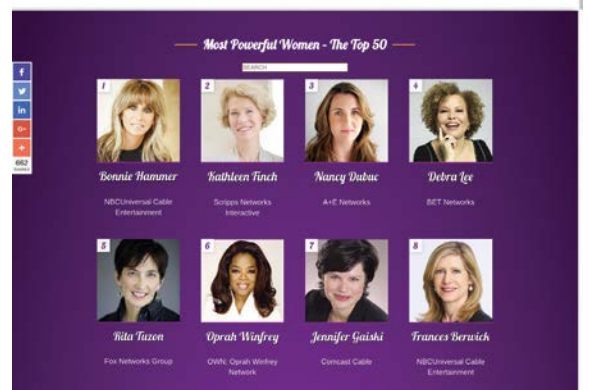 Most Powerful Women – The Top 50
SEARCH
1
2
3
4
Bonnie Hammer
Kathleen Finch
Nancy Dubuc
Debra Lee
NBCUniversal Cable
Entertainment
Scripps Networks
Interactive
A+E Networks
BET Networks
5
6
7
8
Rita Tuzon
Oprah Winfrey
Jennifer Gaiski
Frances Berwick
Fox Networks Group
OWN: Oprah Winfrey
Network
Comcast Cable
NBCUniversal Cable
Entertainment
f
in
G+
+
662
SHARES